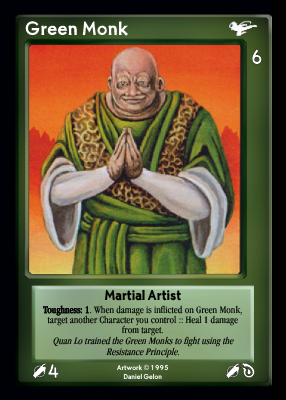 Green Monk
6
Martial Artist
Toughness: 1. When damage is inflicted on Green Monk,
target another Character you control :: Heal 1 damage
from target.
Quan Lo trained the Green Monks to fight using the
Resistance Principle.
4
Artwork © 1995
Daniel Gelon